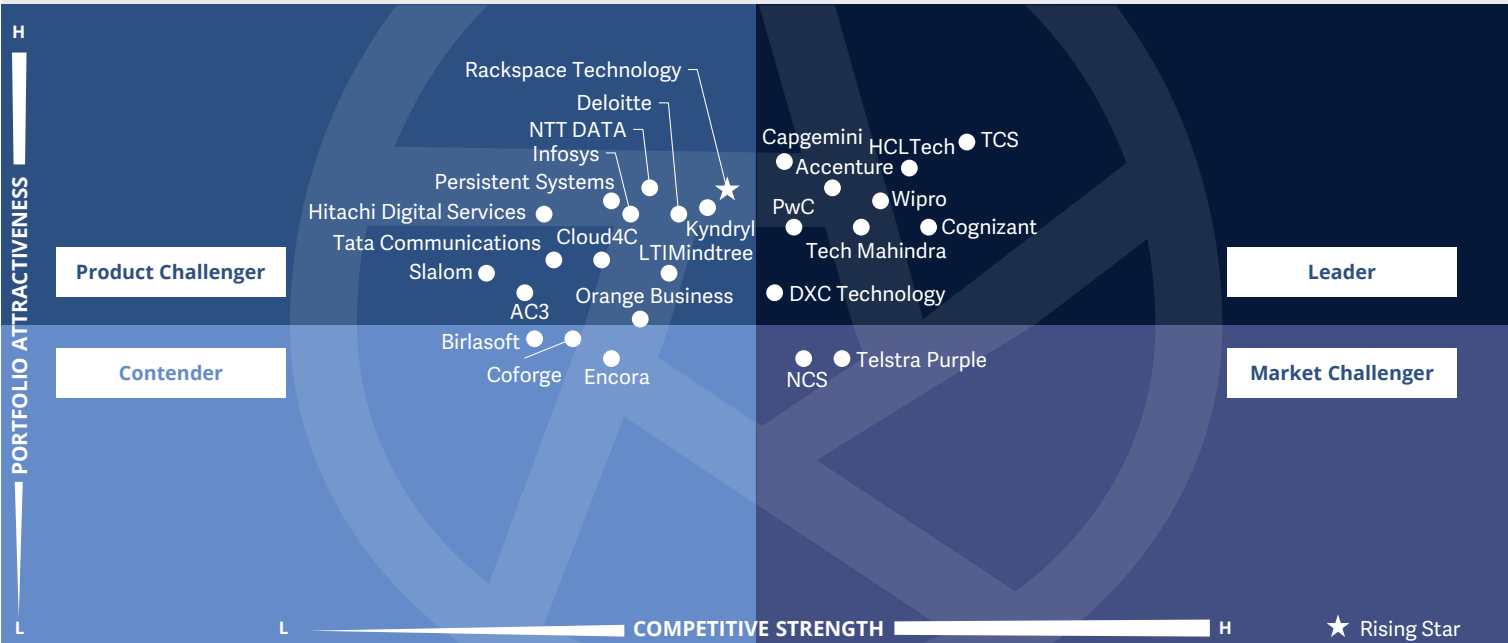 H
Rackspace Technology
Deloitte
NTT DATA
Infosys
Persistent Systems
Hitachi Digital Services
Tata Communications
Cloud4C
Kyndryl
LTIMindtree
Slalom
Orange Business
AC3
Capgemini
HCLTech
TCS
Accenture
PwC
Wipro
Cognizant
Tech Mahindra
DXC Technology
Product Challenger
Leader
PORTFOLIO ATTRACTIVENESS
Birlasoft
Coforge
Encora
NCS
Telstra Purple
Contender
Market Challenger
L
L
COMPETITIVE STRENGTH
H
Rising Star